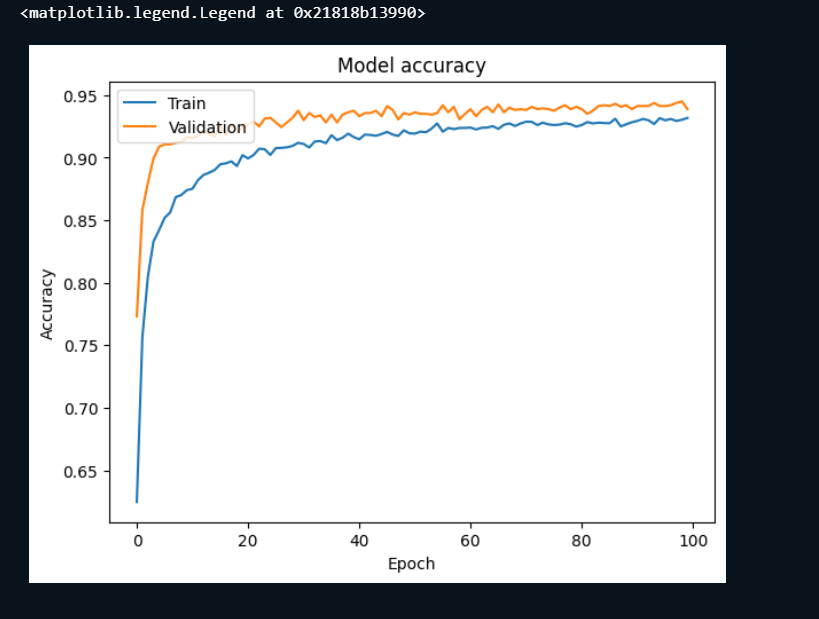 <matplotlib.legend.Legend at 0x21818b13990>
Model accuracy
Train
Validation
0.95
0.90
0.85
0.80
0.75
0.70
0.65
Accuracy
0 20 40 60 80 100
Epoch